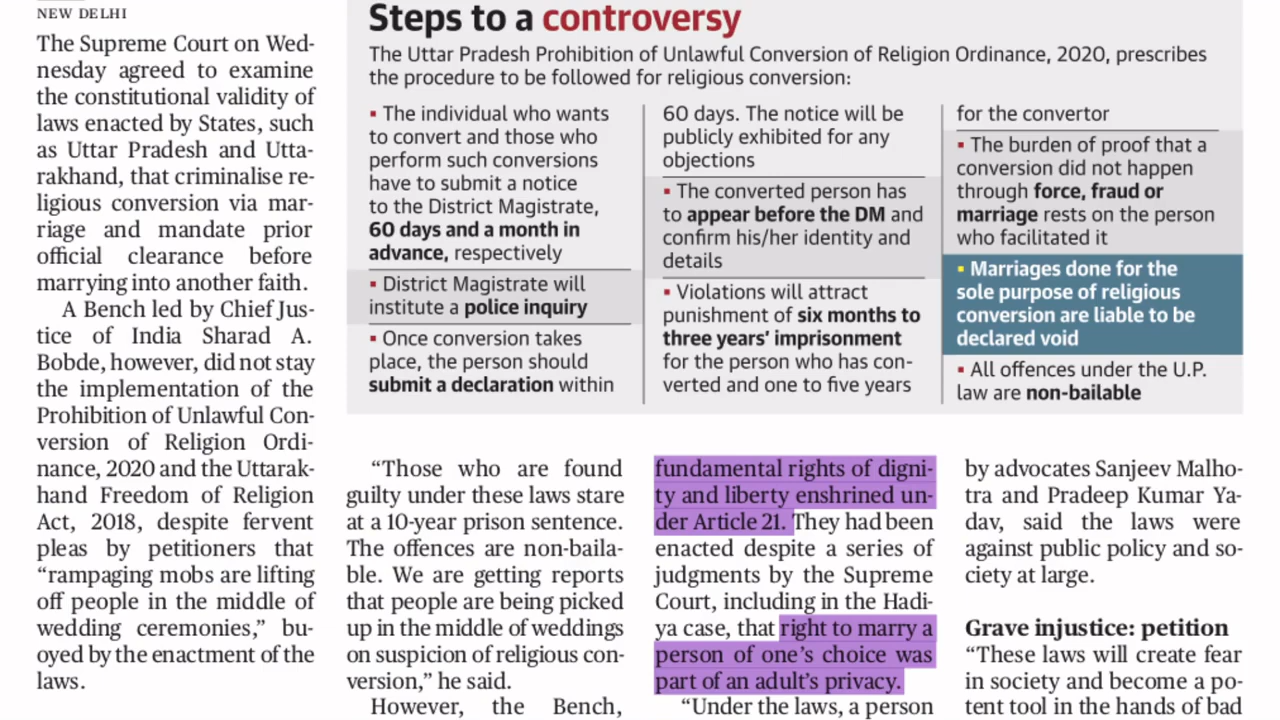 NEW DELHI
The Supreme Court on Wed-
nesday agreed to examine
the constitutional validity of
laws enacted by States, such
as Uttar Pradesh and Utta-
rakhand, that criminalise re-
ligious conversion via mar-
riage and mandate prior
official clearance before
marrying into another faith.
A Bench led by Chief Jus-
tice of India Sharad A.
Bobde, however, did not stay
the implementation of the
Prohibition of Unlawful Con-
version of Religion Ordi-
nance, 2020 and the Uttarak-
hand Freedom of Religion
Act, 2018, despite fervent
pleas by petitioners that
“rampaging mobs are lifting
off people in the middle of
wedding ceremonies,” bu-
oyed by the enactment of the
laws.
Steps to a controversy
The Uttar Pradesh Prohibition of Unlawful Conversion of Religion Ordinance, 2020, prescribes
the procedure to be followed for religious conversion:
▪ The individual who wants
to convert and those who
perform such conversions
have to submit a notice
to the District Magistrate,
60 days and a month in
advance, respectively
▪ District Magistrate will
institute a police inquiry
▪ Once conversion takes
place, the person should
submit a declaration within
60 days. The notice will be
publicly exhibited for any
objections
▪ The converted person has
to appear before the DM and
confirm his/her identity and
details
▪ Violations will attract
punishment of six months to
three years’ imprisonment
for the person who has con-
verted and one to five years
for the convertor
▪ The burden of proof that a
conversion did not happen
through force, fraud or
marriage rests on the person
who facilitated it
▪ Marriages done for the
sole purpose of religious
conversion are liable to be
declared void
▪ All offences under the U.P.
law are non-bailable
“Those who are found
guilty under these laws stare
at a 10-year prison sentence.
The offences are non-baila-
ble. We are getting reports
that people are being picked
up in the middle of weddings
on suspicion of religious con-
version,” he said.
However, the Bench,
fundamental rights of digni-
ty and liberty enshrined un-
der Article 21. They had been
enacted despite a series of
judgments by the Supreme
Court, including in the Hadi-
ya case, that right to marry a
person of one’s choice was
part of an adult’s privacy.
“Under the laws, a person
by advocates Sanjeev Malho-
tra and Pradeep Kumar Ya-
dav, said the laws were
against public policy and so-
ciety at large.
Grave injustice: petition
“These laws will create fear
in society and become a po-
tent tool in the hands of bad